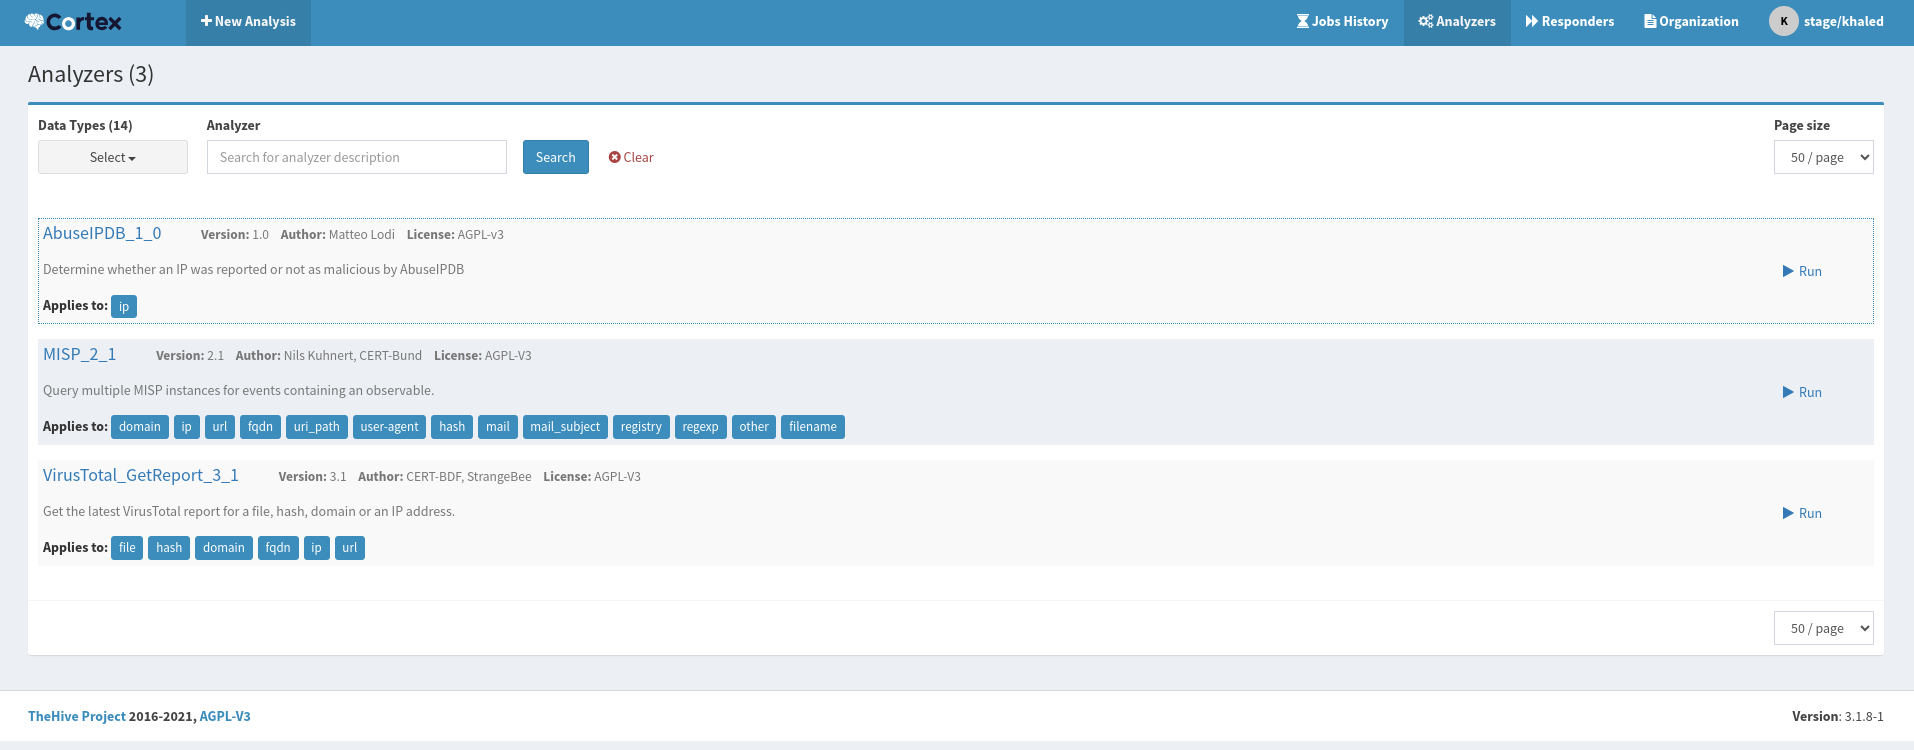 Cortex
New Analysis
Jobs History
Analyzers
Responders
Organization
K
stage/khaled
Analyzers (3)
Data Types (14)
Analyzer
Page size
Select
Search for analyzer description
Search
Clear
50 / page
AbuseIPDB_1_0 Version: 1.0 Author: Matteo Lodi License: AGPL-v3
Determine whether an IP was reported or not as malicious by AbuseIPDB
Run
Applies to: ip
MISP_2_1 Version: 2.1 Author: Nils Kuhnert, CERT-Bund License: AGPL-V3
Query multiple MISP instances for events containing an observable.
Run
Applies to: domain ip url fqdn uri_path user-agent hash mail mail_subject registry regexp other filename
VirusTotal_GetReport_3_1 Version: 3.1 Author: CERT-BDF, StrangeBee License: AGPL-V3
Get the latest VirusTotal report for a file, hash, domain or an IP address.
Run
Applies to: file hash domain fqdn ip url
50 / page
TheHive Project 2016-2021, AGPL-V3
Version: 3.1.8-1